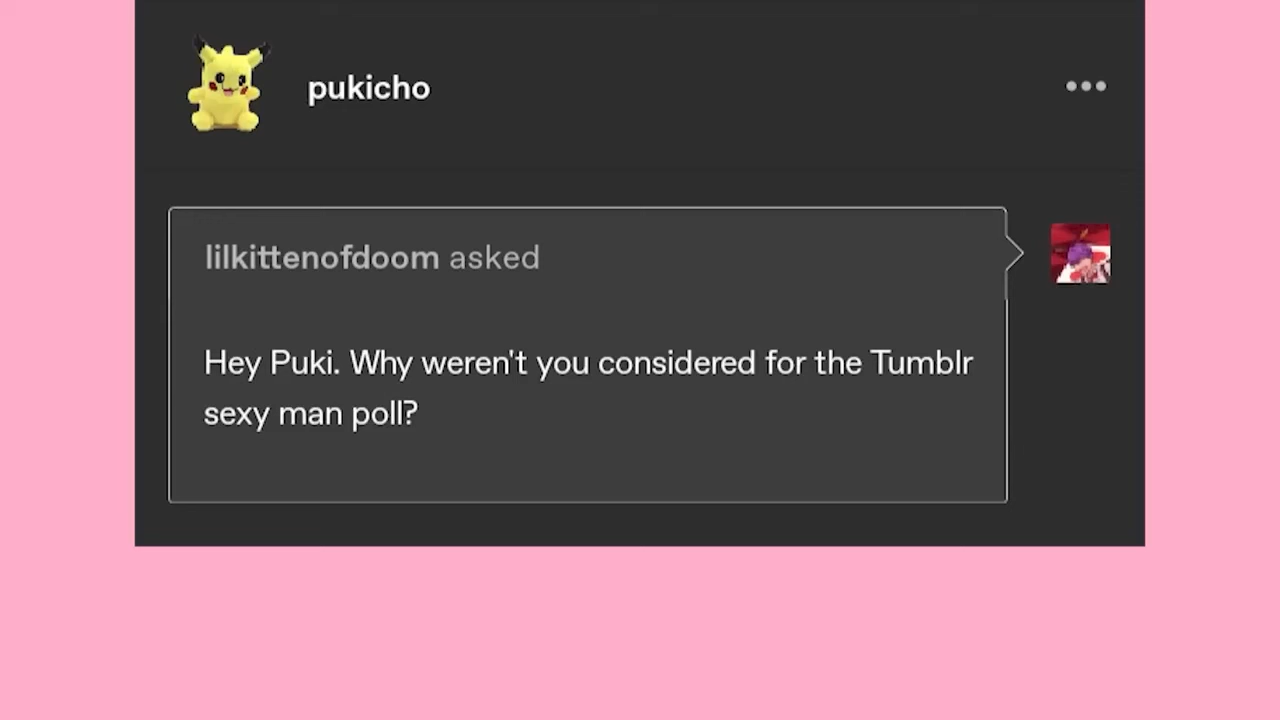 pukicho
lilkittenofdoom asked
Hey Puki. Why weren't you considered for the Tumblr
sexy man poll?